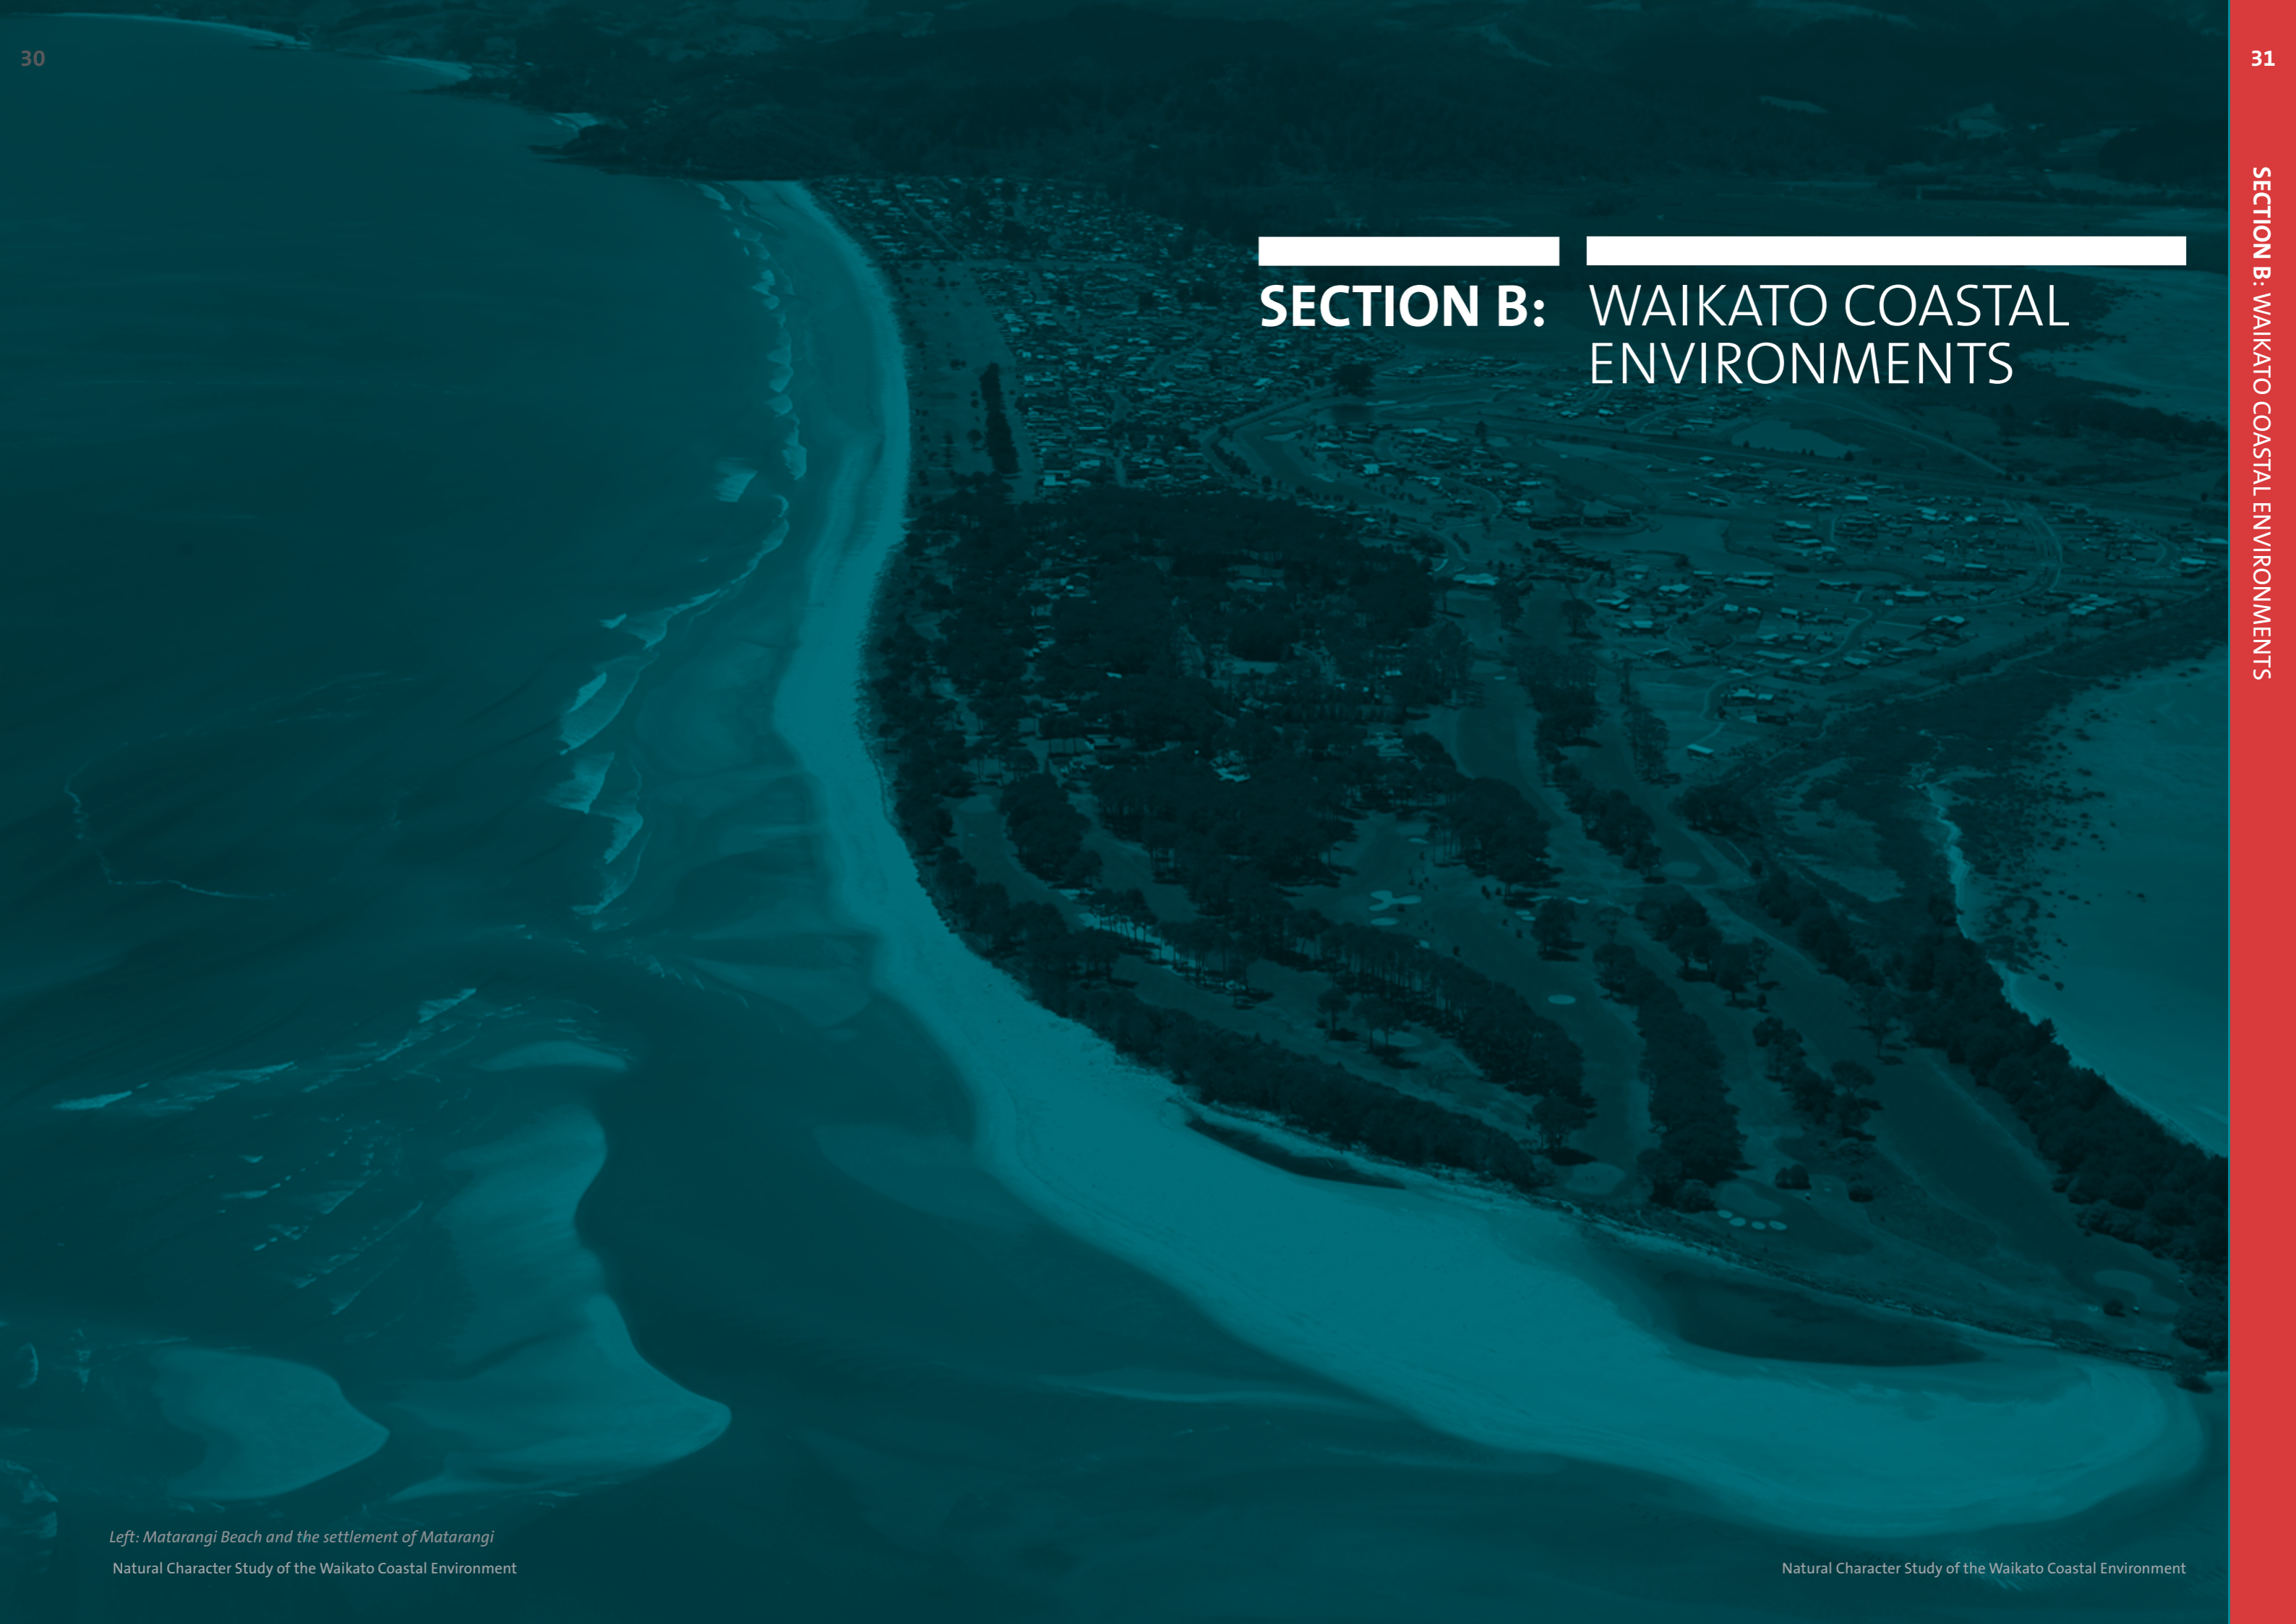 30
31
SECTION B: WAIKATO COASTAL ENVIRONMENTS
SECTION B:
WAIKATO COASTAL
ENVIRONMENTS
Left: Matarangi Beach and the settlement of Matarangi
Natural Character Study of the Waikato Coastal Environment
Natural Character Study of the Waikato Coastal Environment